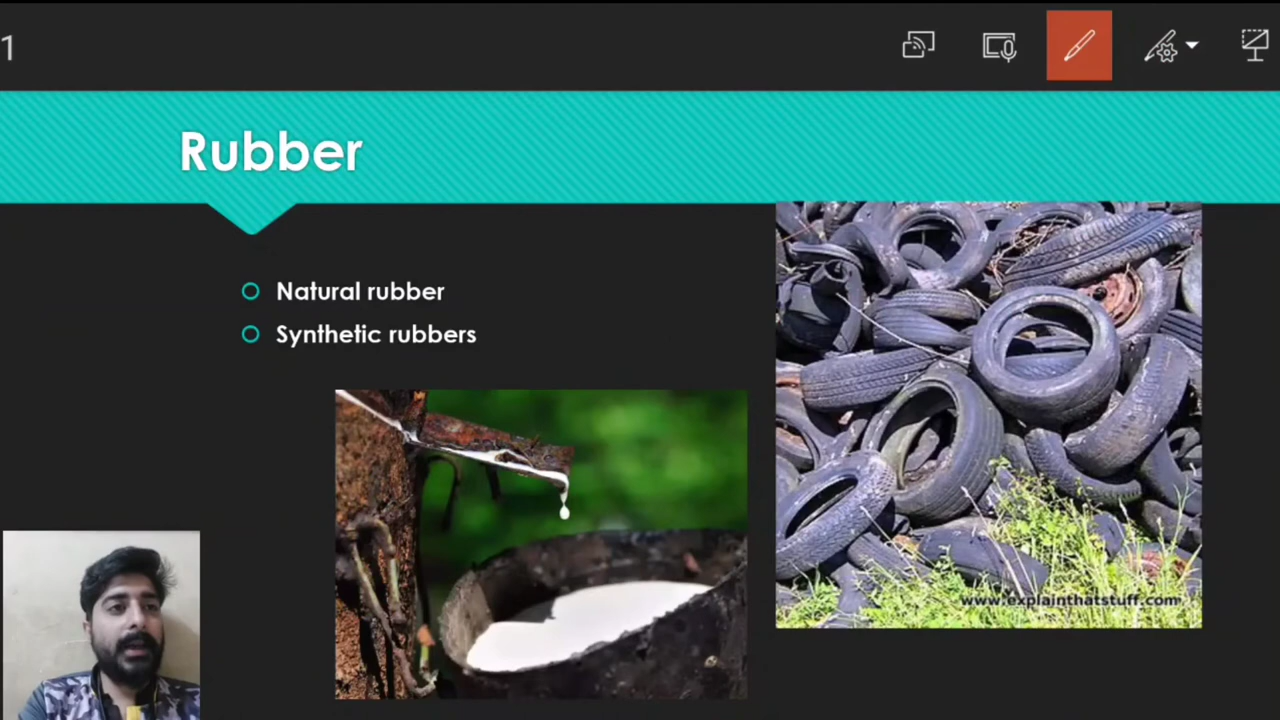 1
Rubber
Natural rubber
Synthetic rubbers
www.explainthatstuff.com